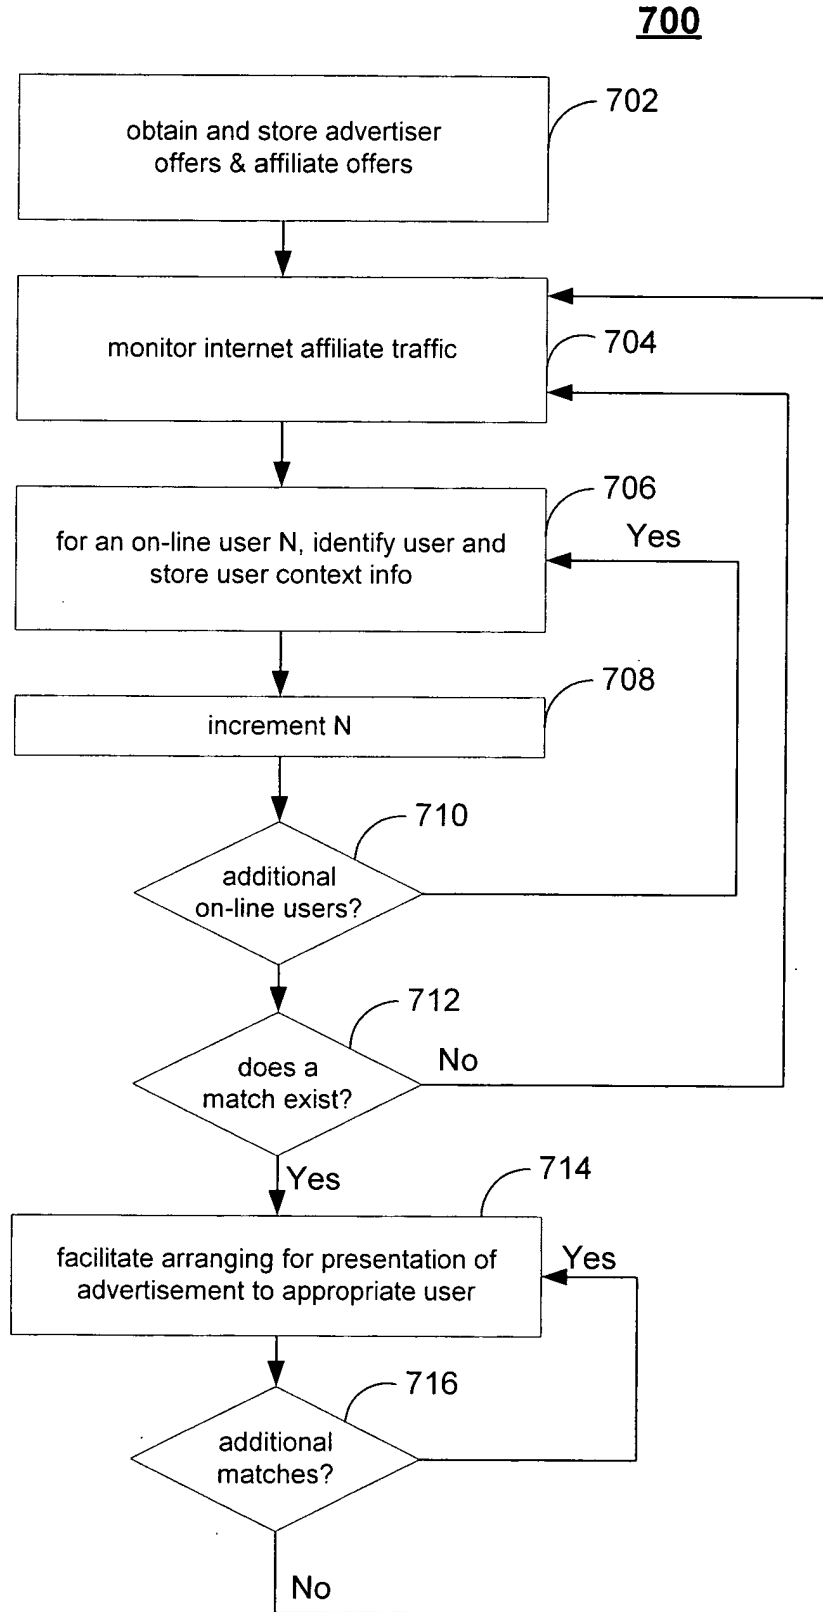 700
702
obtain and store advertiser
offers & affiliate offers
monitor internet affiliate traffic
704
706
Yes
for an on-line user N, identify user and
store user context info
708
increment N
710
additional
on-line users?
712
does a
match exist?
No
Yes
714
facilitate arranging for presentation of
advertisement to appropriate user
Yes
716
additional
matches?
No